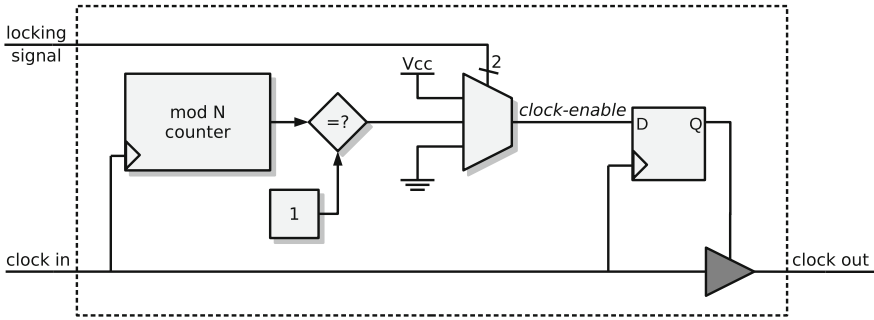 locking
signal
Vcc
2
mod N
counter
=?
clock-enable
D
Q
1
clock in
clock out